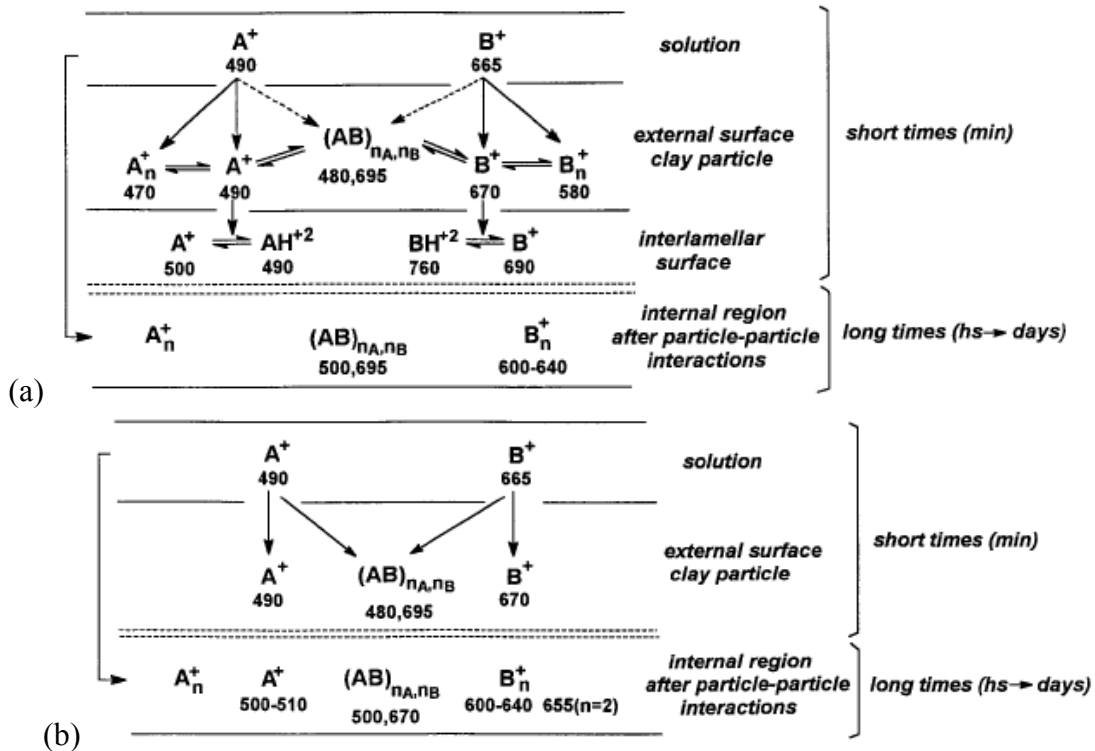 A+ B+ solution
490 665
(AB)nA,nB external surface short times (min)
clay particle
An+ A+ B+ Bn+
480,695
470 490 670 580
A+ AH+2 BH+2 B+ interlamellar
500 490 760 690 surface
An+ (AB)nA,nB Bn+ internal region long times (hs→ days)
after particle-particle
500,695 600-640 interactions
(a)
A+ B+ solution
490 665
external surface short times (min)
clay particle
A+ (AB)nA,nB B+
490 480,695 670
An+ A+ (AB)nA,nB Bn+ internal region
after particle-particle long times (hs→ days)
500-510 500,670 600-640 655(n=2) interactions
(b)